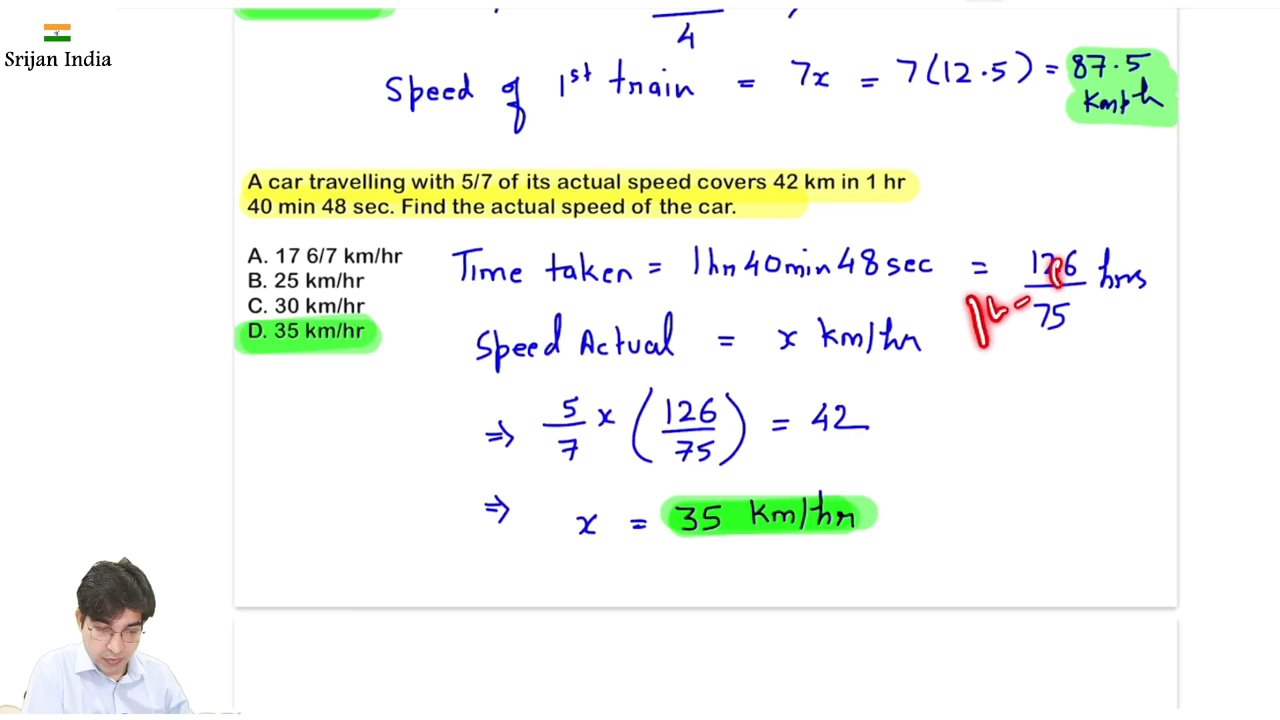 Srijan India
4
Speed of 1st train = 7x = 7(12.5) = 87.5 Kmph
A car travelling with 5/7 of its actual speed covers 42 km in 1 hr
40 min 48 sec. Find the actual speed of the car.
A. 17 6/7 km/hr
B. 25 km/hr
C. 30 km/hr
D. 35 km/hr
Time taken = 1hr 40min 48 sec = 126/75 hrs
Speed Actual = x km/hr
⇒ 5/7 x (126/75) = 42
⇒ x = 35 Km/hr